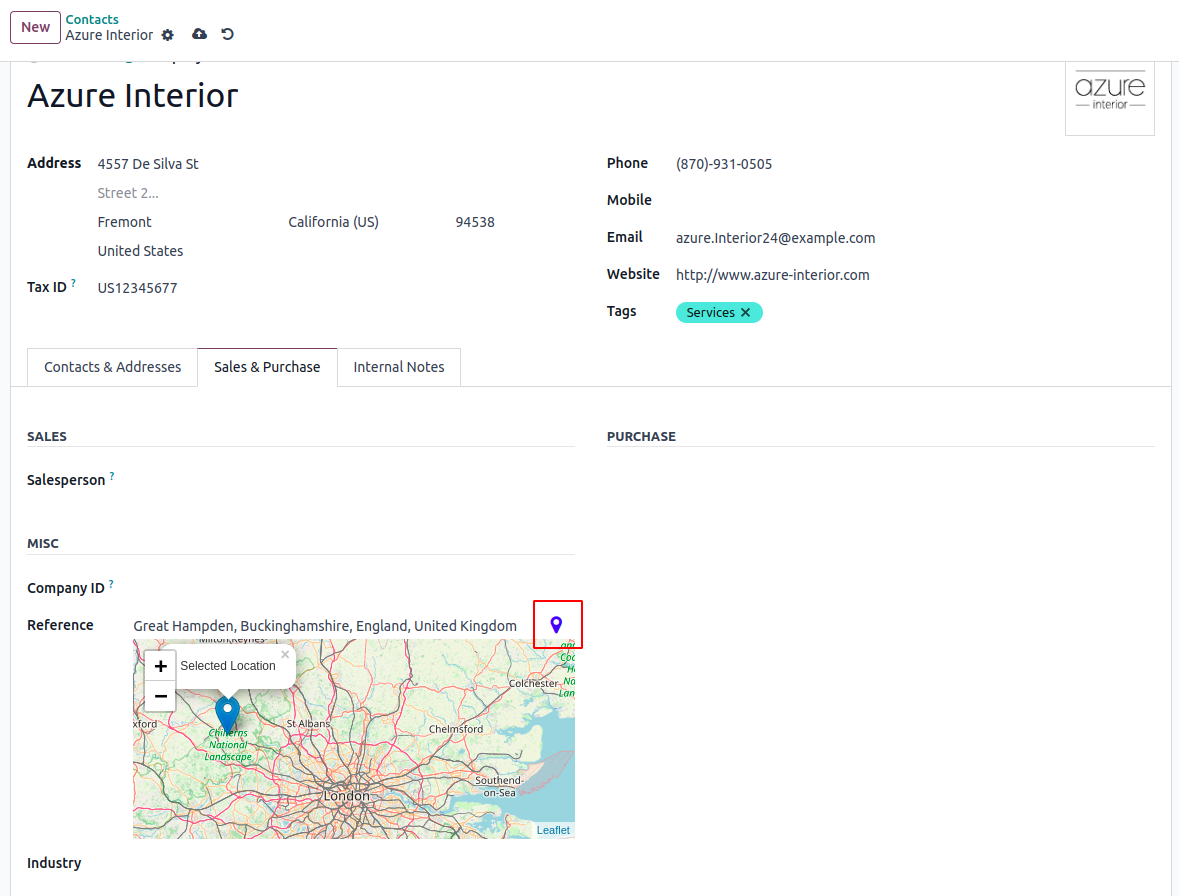 New
Contacts
Azure Interior
Azure Interior
azure
interior
Address
4557 De Silva St
Street 2...
Fremont
California (US)
94538
United States
Tax ID ?
US12345677
Phone
(870)-931-0505
Mobile
Email
azure.Interior24@example.com
Website
http://www.azure-interior.com
Tags
Services ✕
Contacts & Addresses
Sales & Purchase
Internal Notes
SALES
PURCHASE
Salesperson ?
MISC
Company ID ?
Reference
Great Hampden, Buckinghamshire, England, United Kingdom
+
−
Selected Location
×
Colchester
St Albans
Chelmsford
Chilterns
National
Landscape
Southend-
on-Sea
London
Leaflet
Industry